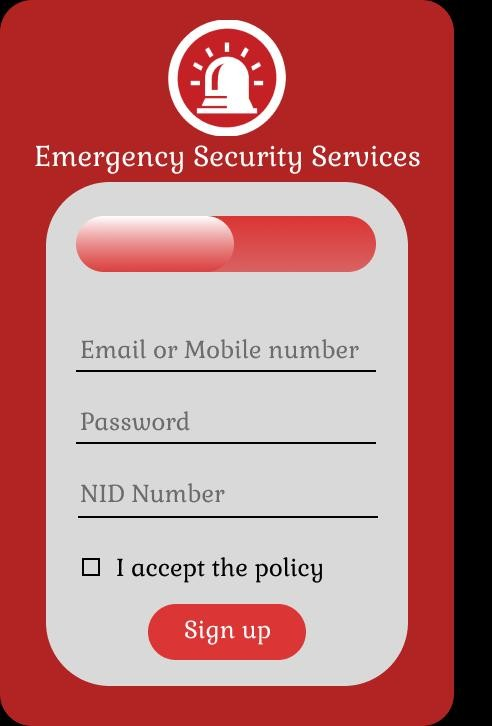 Emergency Security Services
Email or Mobile number
Password
NID Number
I accept the policy
Sign up